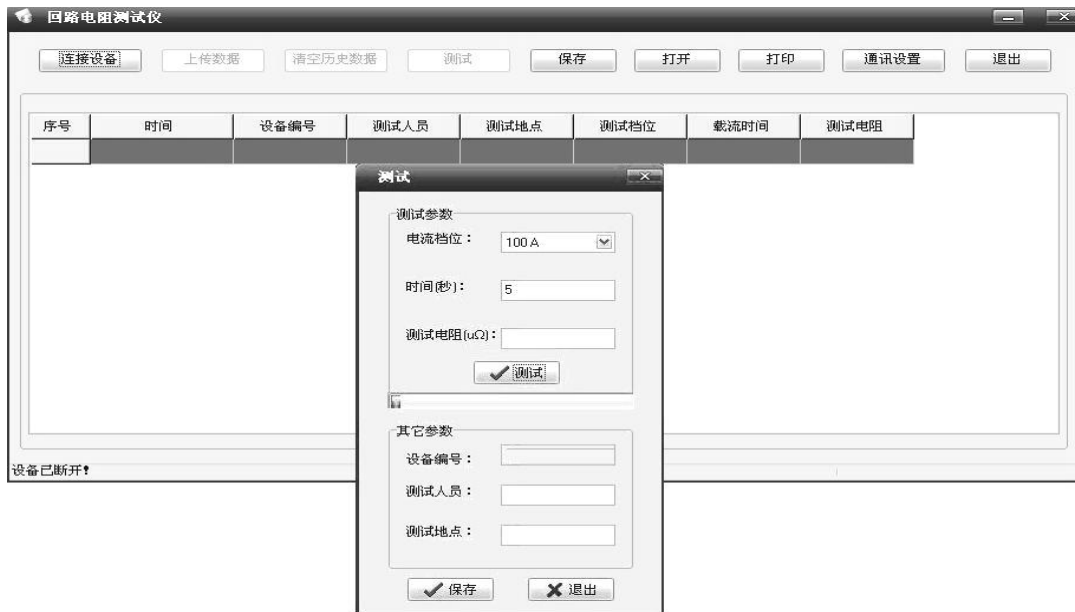 回路电阻测试仪
连接设备 上传数据 清空历史数据 测试 保存 打开 打印 通讯设置 退出
序号 时间 设备编号 测试人员 测试地点 测试档位 载流时间 测试电阻
测试
测试参数
电流档位： 100 A
时间(秒)： 5
测试电阻(uΩ)：
测试
其它参数
设备编号：
设备已断开!
测试人员：
测试地点：
保存 退出